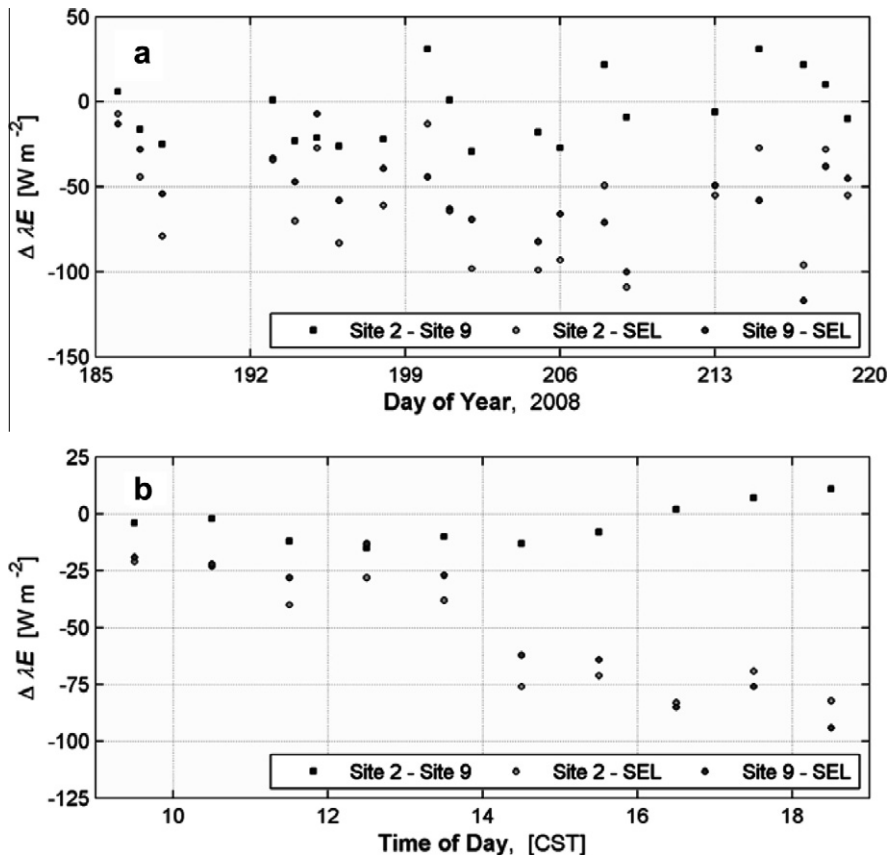 a
50
0
-50
-100
-150
Δ λE [W m⁻²]
Site 2 - Site 9 Site 2 - SEL Site 9 - SEL
185 192 199 206 213 220
Day of Year, 2008
b
25
0
-25
-50
-75
-100
-125
Δ λE [W m⁻²]
Site 2 - Site 9 Site 2 - SEL Site 9 - SEL
10 12 14 16 18
Time of Day, [CST]